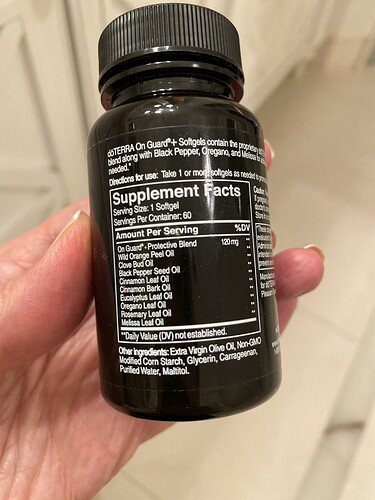 dōTERRA On Guard®+ Softgels contain the proprietary
blend along with Black Pepper, Oregano, and Melissa for
needed.*
Directions for use: Take 1 or more softgels as needed to
Supplement Facts
Serving Size: 1 Softgel
Servings Per Container: 60
Amount Per Serving %DV
On Guard® Protective Blend 120 mg **
Wild Orange Peel Oil **
Clove Bud Oil **
Black Pepper Seed Oil **
Cinnamon Leaf Oil **
Cinnamon Bark Oil **
Eucalyptus Leaf Oil **
Oregano Leaf Oil **
Rosemary Leaf Oil **
Melissa Leaf Oil **
**Daily Value (DV) not established.
Other ingredients: Extra Virgin Olive Oil, Non-GMO
Modified Corn Starch, Glycerin, Carrageenan,
Purified Water, Maltitol.